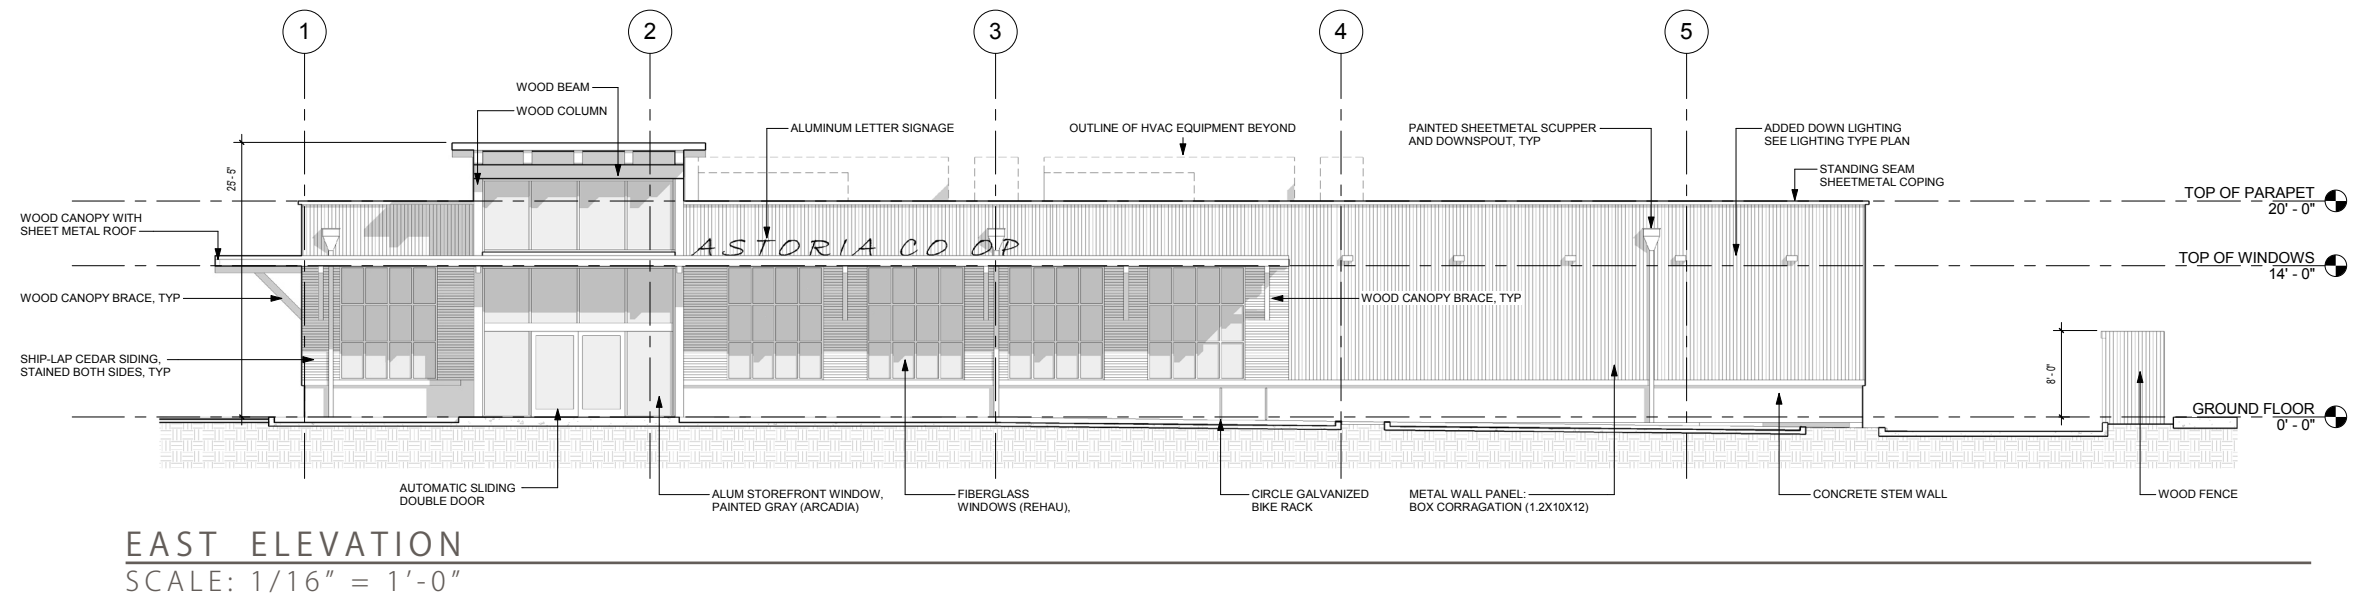 1
2
3
4
5
WOOD BEAM
WOOD COLUMN
ALUMINUM LETTER SIGNAGE
OUTLINE OF HVAC EQUIPMENT BEYOND
PAINTED SHEETMETAL SCUPPER
AND DOWNSPOUT, TYP
ADDED DOWN LIGHTING
SEE LIGHTING TYPE PLAN
STANDING SEAM
SHEETMETAL COPING
25' - 5"
TOP OF PARAPET
20' - 0"
WOOD CANOPY WITH
SHEET METAL ROOF
ASTORIA CO OP
TOP OF WINDOWS
14' - 0"
WOOD CANOPY BRACE, TYP
WOOD CANOPY BRACE, TYP
SHIP-LAP CEDAR SIDING,
STAINED BOTH SIDES, TYP
8' - 0"
GROUND FLOOR
0' - 0"
AUTOMATIC SLIDING
DOUBLE DOOR
ALUM STOREFRONT WINDOW,
PAINTED GRAY (ARCADIA)
FIBERGLASS
WINDOWS (REHAU),
CIRCLE GALVANIZED
BIKE RACK
METAL WALL PANEL:
BOX CORRAGATION (1.2X10X12)
CONCRETE STEM WALL
WOOD FENCE
EAST ELEVATION
SCALE: 1/16" = 1'-0"